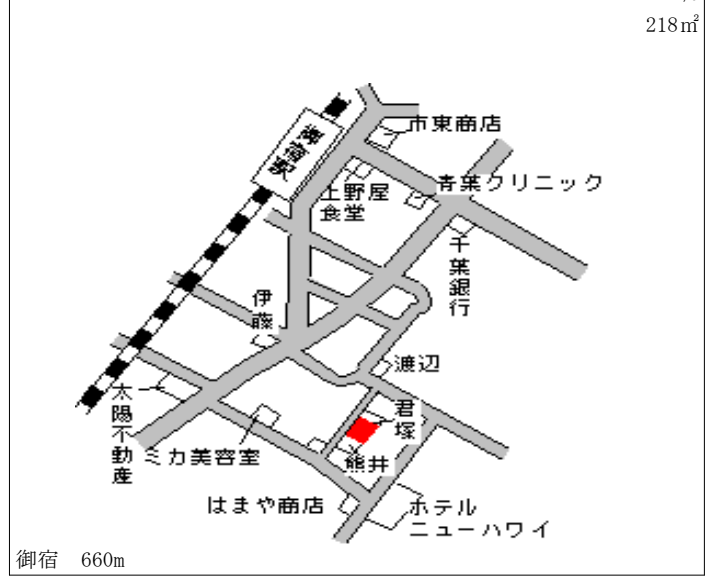 218㎡
市東商店
御宿駅
青葉クリニック
上野屋
食堂
千葉銀行
伊藤
渡辺
太陽不動産
君塚
ミカ美容室
熊井
はまや商店
ホテル
ニューハワイ
御宿 660m